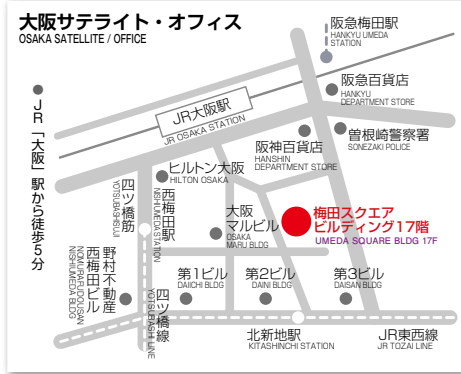 大阪サテライト・オフィス
OSAKA SATELLITE / OFFICE
阪急梅田駅
HANKYU UMEDA
STATION
阪急百貨店
HANKYU
DEPARTMENT STORE
JR大阪駅
JR OSAKA STATION
曽根崎警察署
SONEZAKI POLICE
阪神百貨店
HANSHIN
DEPARTMENT STORE
●JR「大阪」駅から徒歩5分
ヒルトン大阪
HILTON OSAKA
四ツ橋筋
YOTSUBASHISUJI
西梅田駅
NISHIUMEDA STATION
大阪
マルビル
OSAKA
MARU BLDG
梅田スクエア
ビルディング17階
UMEDA SQUARE BLDG 17F
野村不動産
西梅田ビル
NOMURAFUDOUSAN
NISHIUMEDA BLDG
四ツ橋線
YOTSUBASHI LINE
第1ビル
DAIICHI BLDG
第2ビル
DAINI BLDG
第3ビル
DAISAN BLDG
北新地駅
KITASHINCHI STATION
JR東西線
JR TOZAI LINE